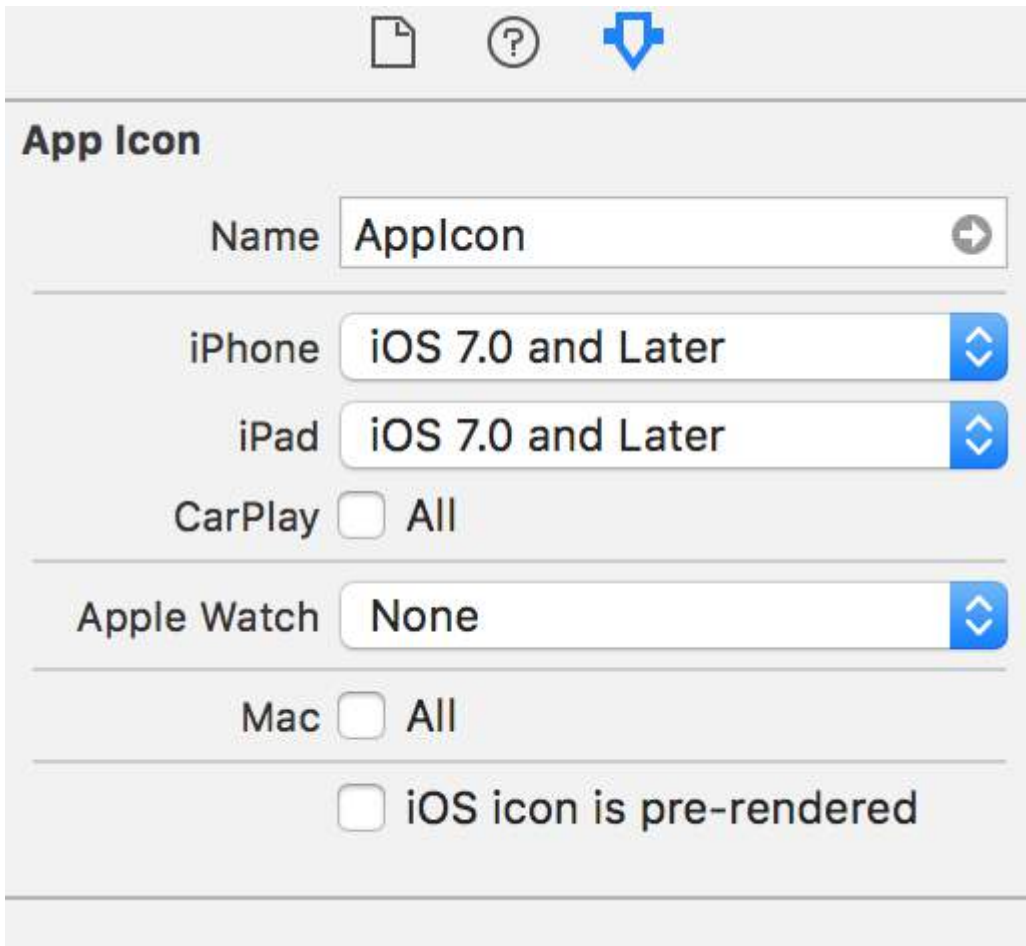 App Icon
Name AppIcon
iPhone iOS 7.0 and Later
iPad iOS 7.0 and Later
CarPlay All
Apple Watch None
Mac All
iOS icon is pre-rendered